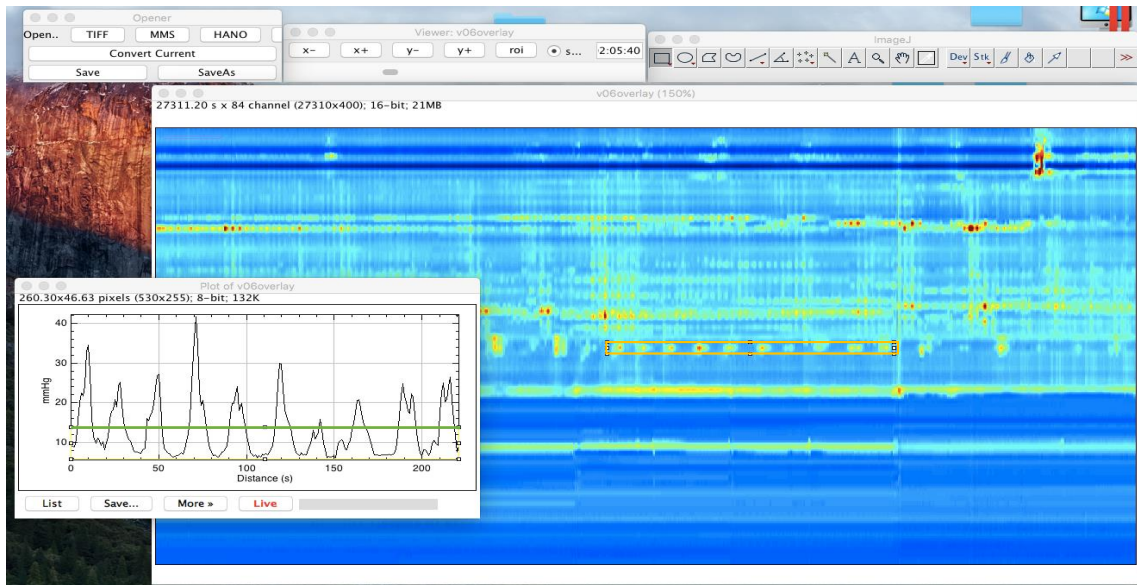 Opener
Open.. TIFF MMS HANO
Convert Current
Save SaveAs
Viewer: v06overlay
x- x+ y- y+ roi s... 2:05:40
ImageJ
A Dev Stk >>
v06overlay (150%)
27311.20 s x 84 channel (27310x400); 16-bit; 21MB
Plot of v06overlay
260.30x46.63 pixels (530x255); 8-bit; 132K
40
30
20
10
mmHg
0 50 100 150 200
Distance (s)
List Save... More » Live